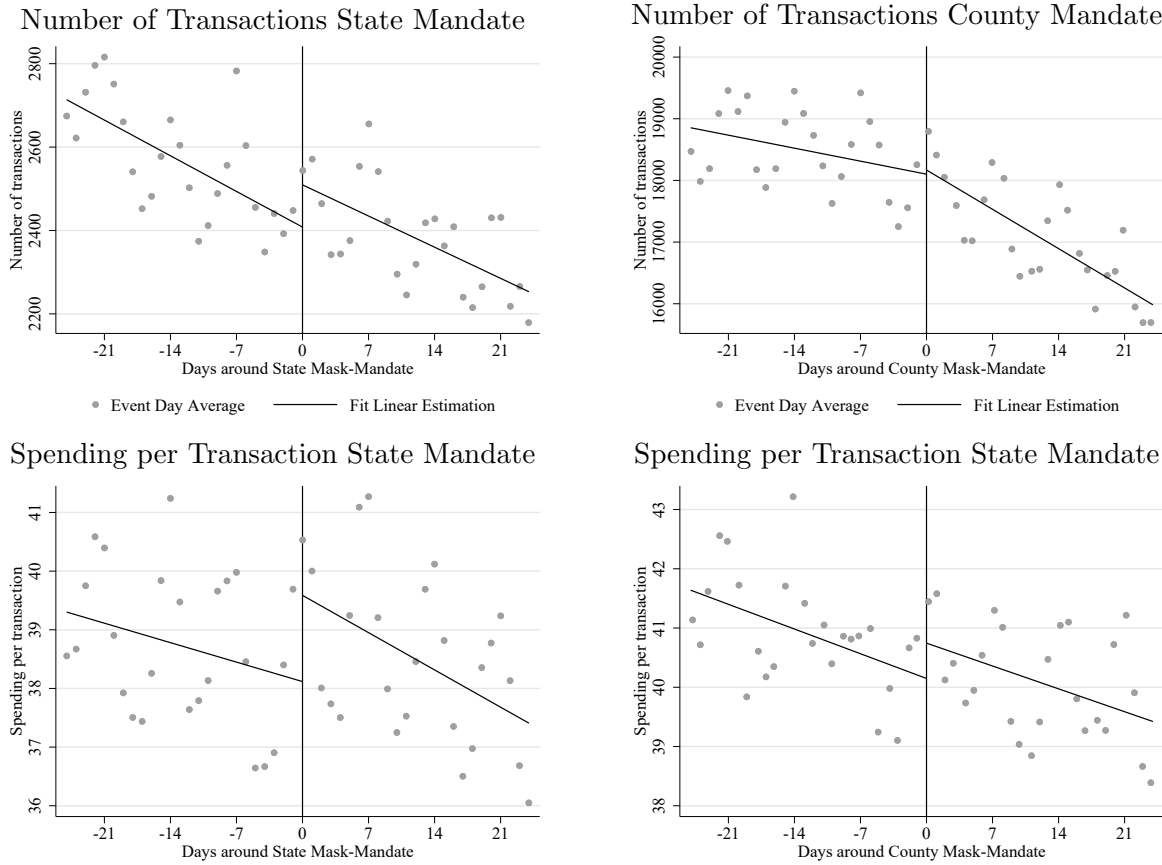 Number of Transactions State Mandate
Number of transactions
2800
2600
2400
2200
-21 -14 -7 0 7 14 21
Days around State Mask-Mandate
Event Day Average Fit Linear Estimation
Number of Transactions County Mandate
Number of transactions
20000
19000
18000
17000
16000
-21 -14 -7 0 7 14 21
Days around County Mask-Mandate
Event Day Average Fit Linear Estimation
Spending per Transaction State Mandate
Spending per transaction
41
40
39
38
37
36
-21 -14 -7 0 7 14 21
Days around State Mask-Mandate
Spending per Transaction State Mandate
Spending per transaction
43
42
41
40
39
38
-21 -14 -7 0 7 14 21
Days around County Mask-Mandate